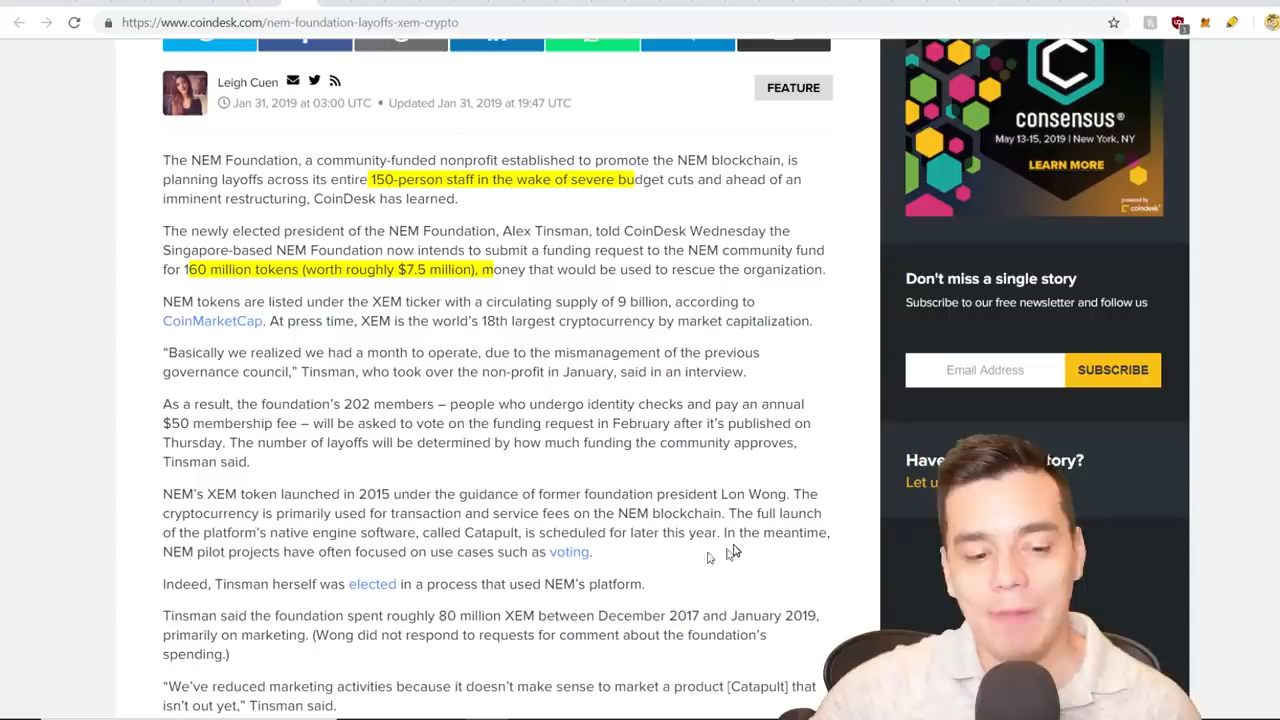 https://www.coindesk.com/nem-foundation-layoffs-xem-crypto
3
Leigh Cuen
Jan 31, 2019 at 03:00 UTC • Updated Jan 31, 2019 at 19:47 UTC
FEATURE
The NEM Foundation, a community-funded nonprofit established to promote the NEM blockchain, is
planning layoffs across its entire 150-person staff in the wake of severe budget cuts and ahead of an
imminent restructuring, CoinDesk has learned.
The newly elected president of the NEM Foundation, Alex Tinsman, told CoinDesk Wednesday the
Singapore-based NEM Foundation now intends to submit a funding request to the NEM community fund
for 160 million tokens (worth roughly $7.5 million), money that would be used to rescue the organization.
NEM tokens are listed under the XEM ticker with a circulating supply of 9 billion, according to
CoinMarketCap. At press time, XEM is the world's 18th largest cryptocurrency by market capitalization.
“Basically we realized we had a month to operate, due to the mismanagement of the previous
governance council,” Tinsman, who took over the non-profit in January, said in an interview.
As a result, the foundation's 202 members – people who undergo identity checks and pay an annual
$50 membership fee – will be asked to vote on the funding request in February after it's published on
Thursday. The number of layoffs will be determined by how much funding the community approves,
Tinsman said.
NEM's XEM token launched in 2015 under the guidance of former foundation president Lon Wong. The
cryptocurrency is primarily used for transaction and service fees on the NEM blockchain. The full launch
of the platform's native engine software, called Catapult, is scheduled for later this year. In the meantime,
NEM pilot projects have often focused on use cases such as voting.
Indeed, Tinsman herself was elected in a process that used NEM's platform.
Tinsman said the foundation spent roughly 80 million XEM between December 2017 and January 2019,
primarily on marketing. (Wong did not respond to requests for comment about the foundation's
spending.)
“We've reduced marketing activities because it doesn't make sense to market a product [Catapult] that
isn't out yet,” Tinsman said.
CONSENSUS®
May 13-15, 2019 | New York, NY
LEARN MORE
powered by
coindesk
Don't miss a single story
Subscribe to our free newsletter and follow us
Email Address
SUBSCRIBE
Have tory?
Let u